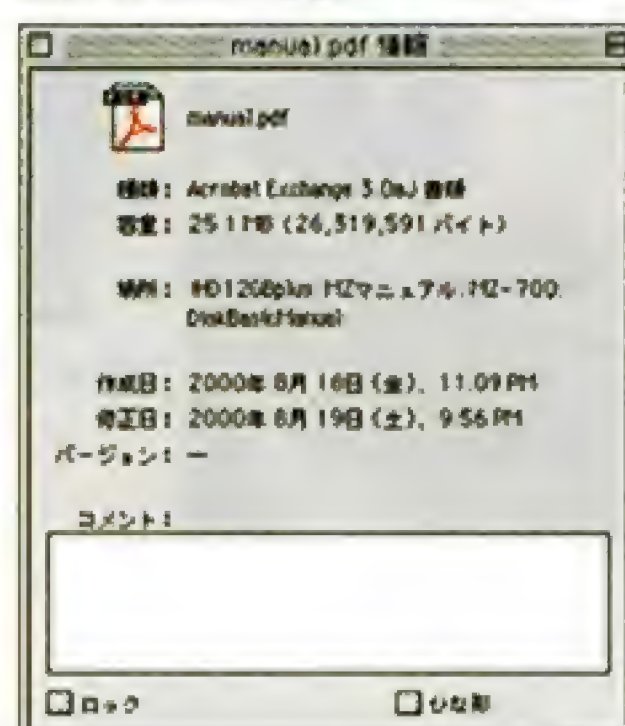 manual.pdf 情報
manual.pdf
種類: Acrobat Exchange 3.0J 書類
容量: 25.1 MB (26,319,591 バイト)
場所: MZマニュアル: MZ-700:
DiskBasicManual:
作成日: 2000年 8月 18日 (金)、11:09 PM
修正日: 2000年 8月 19日 (土)、9:56 PM
バージョン: —
コメント:
ロック
ひな形